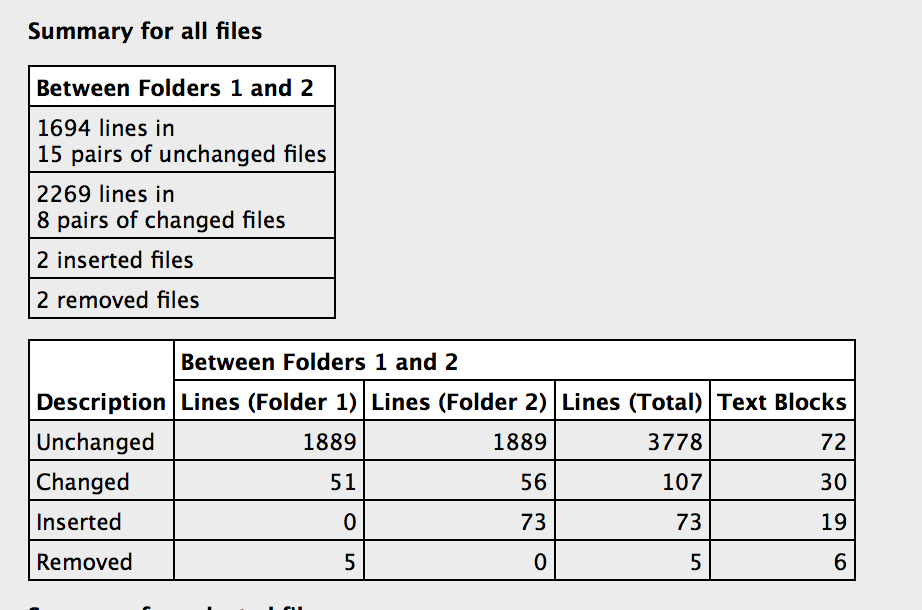 Summary for all files
Between Folders 1 and 2
1694 lines in
15 pairs of unchanged files
2269 lines in
8 pairs of changed files
2 inserted files
2 removed files
Between Folders 1 and 2
Description Lines (Folder 1) Lines (Folder 2) Lines (Total) Text Blocks
Unchanged 1889 1889 3778 72
Changed 51 56 107 30
Inserted 0 73 73 19
Removed 5 0 5 6